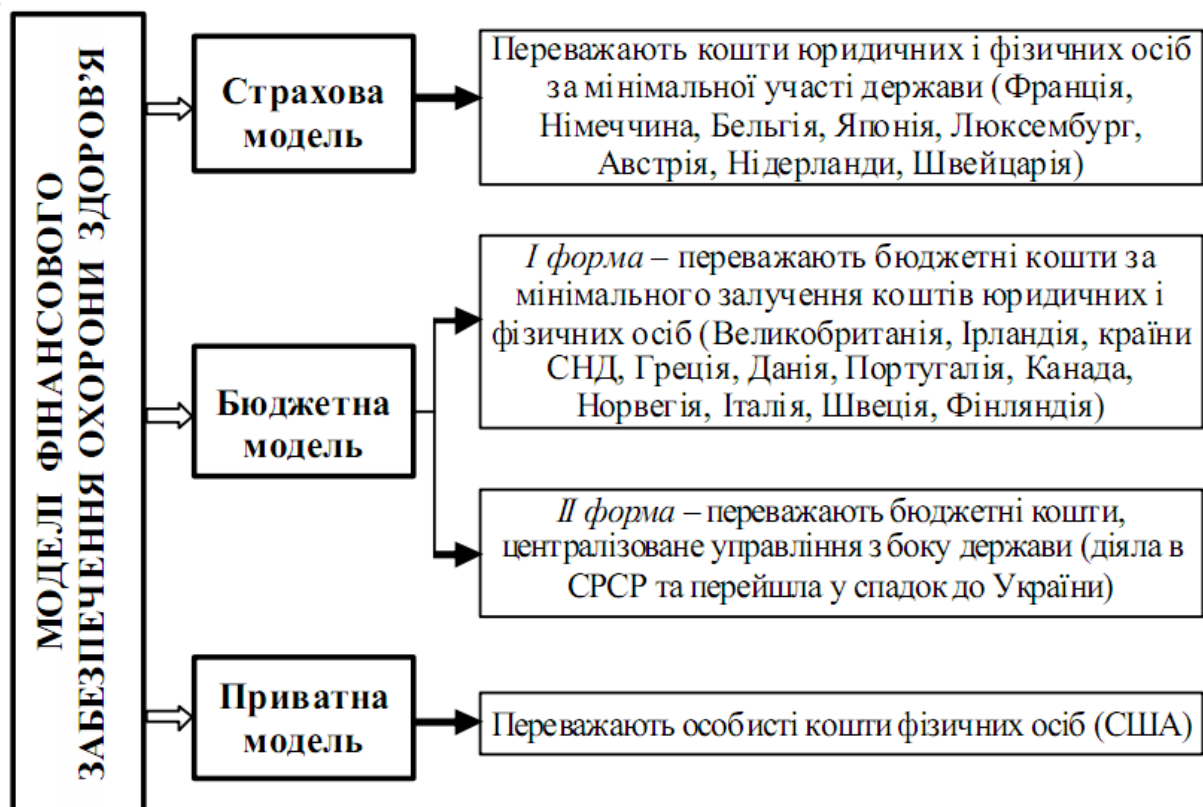 МОДЕЛІ ФІНАНСОВОГО
ЗАБЕЗПЕЧЕННЯ ОХОРОНИ ЗДОРОВ’Я
Страхова
модель
Переважають кошти юридичних і фізичних осіб
за мінімальної участі держави (Франція,
Німеччина, Бельгія, Японія, Люксембург,
Австрія, Нідерланди, Швейцарія)
Бюджетна
модель
І форма – переважають бюджетні кошти за
мінімального залучення коштів юридичних і
фізичних осіб (Великобританія, Ірландія, країни
СНД, Греція, Данія, Португалія, Канада,
Норвегія, Італія, Швеція, Фінляндія)
ІІ форма – переважають бюджетні кошти,
централізоване управління з боку держави (діяла в
СРСР та перейшла у спадок до України)
Приватна
модель
Переважають особисті кошти фізичних осіб (США)